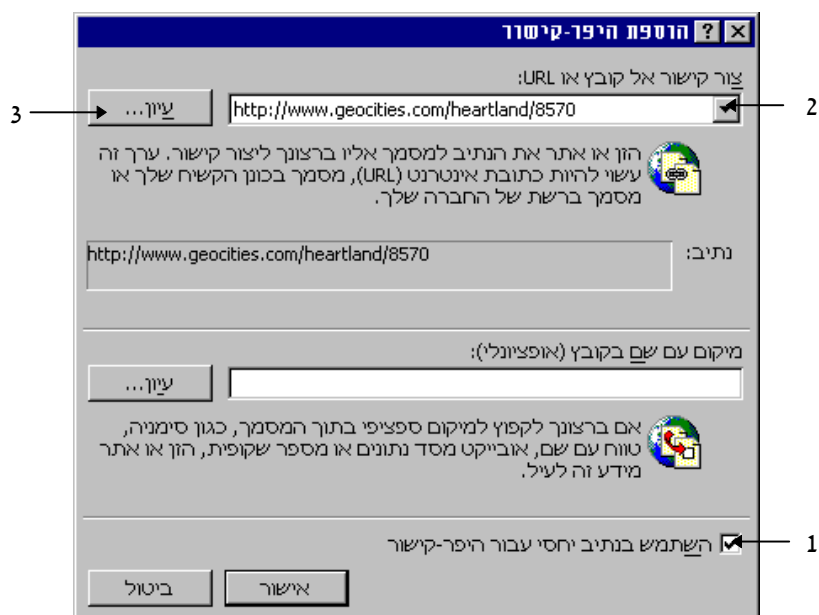 הוספת היפר-קישור
צור קישור אל קובץ או URL:
2
http://www.geocities.com/heartland/8570
עיון...
3
הזן או אתר את הנתיב למסמך אליו ברצונך ליצור קישור. ערך זה
עשוי להיות כתובת אינטרנט (URL), מסמך בכונן הקשיח שלך או
מסמך ברשת של החברה שלך.
נתיב:
http://www.geocities.com/heartland/8570
מיקום עם שם בקובץ (אופציונלי):
עיון...
אם ברצונך לקפוץ למיקום ספציפי בתוך המסמך, כגון סימניה,
טווח עם שם, אובייקט מסד נתונים או מספר שקופית, הזן או אתר
מידע זה לעיל.
השתמש בנתיב יחסי עבור היפר-קישור
1
אישור
ביטול